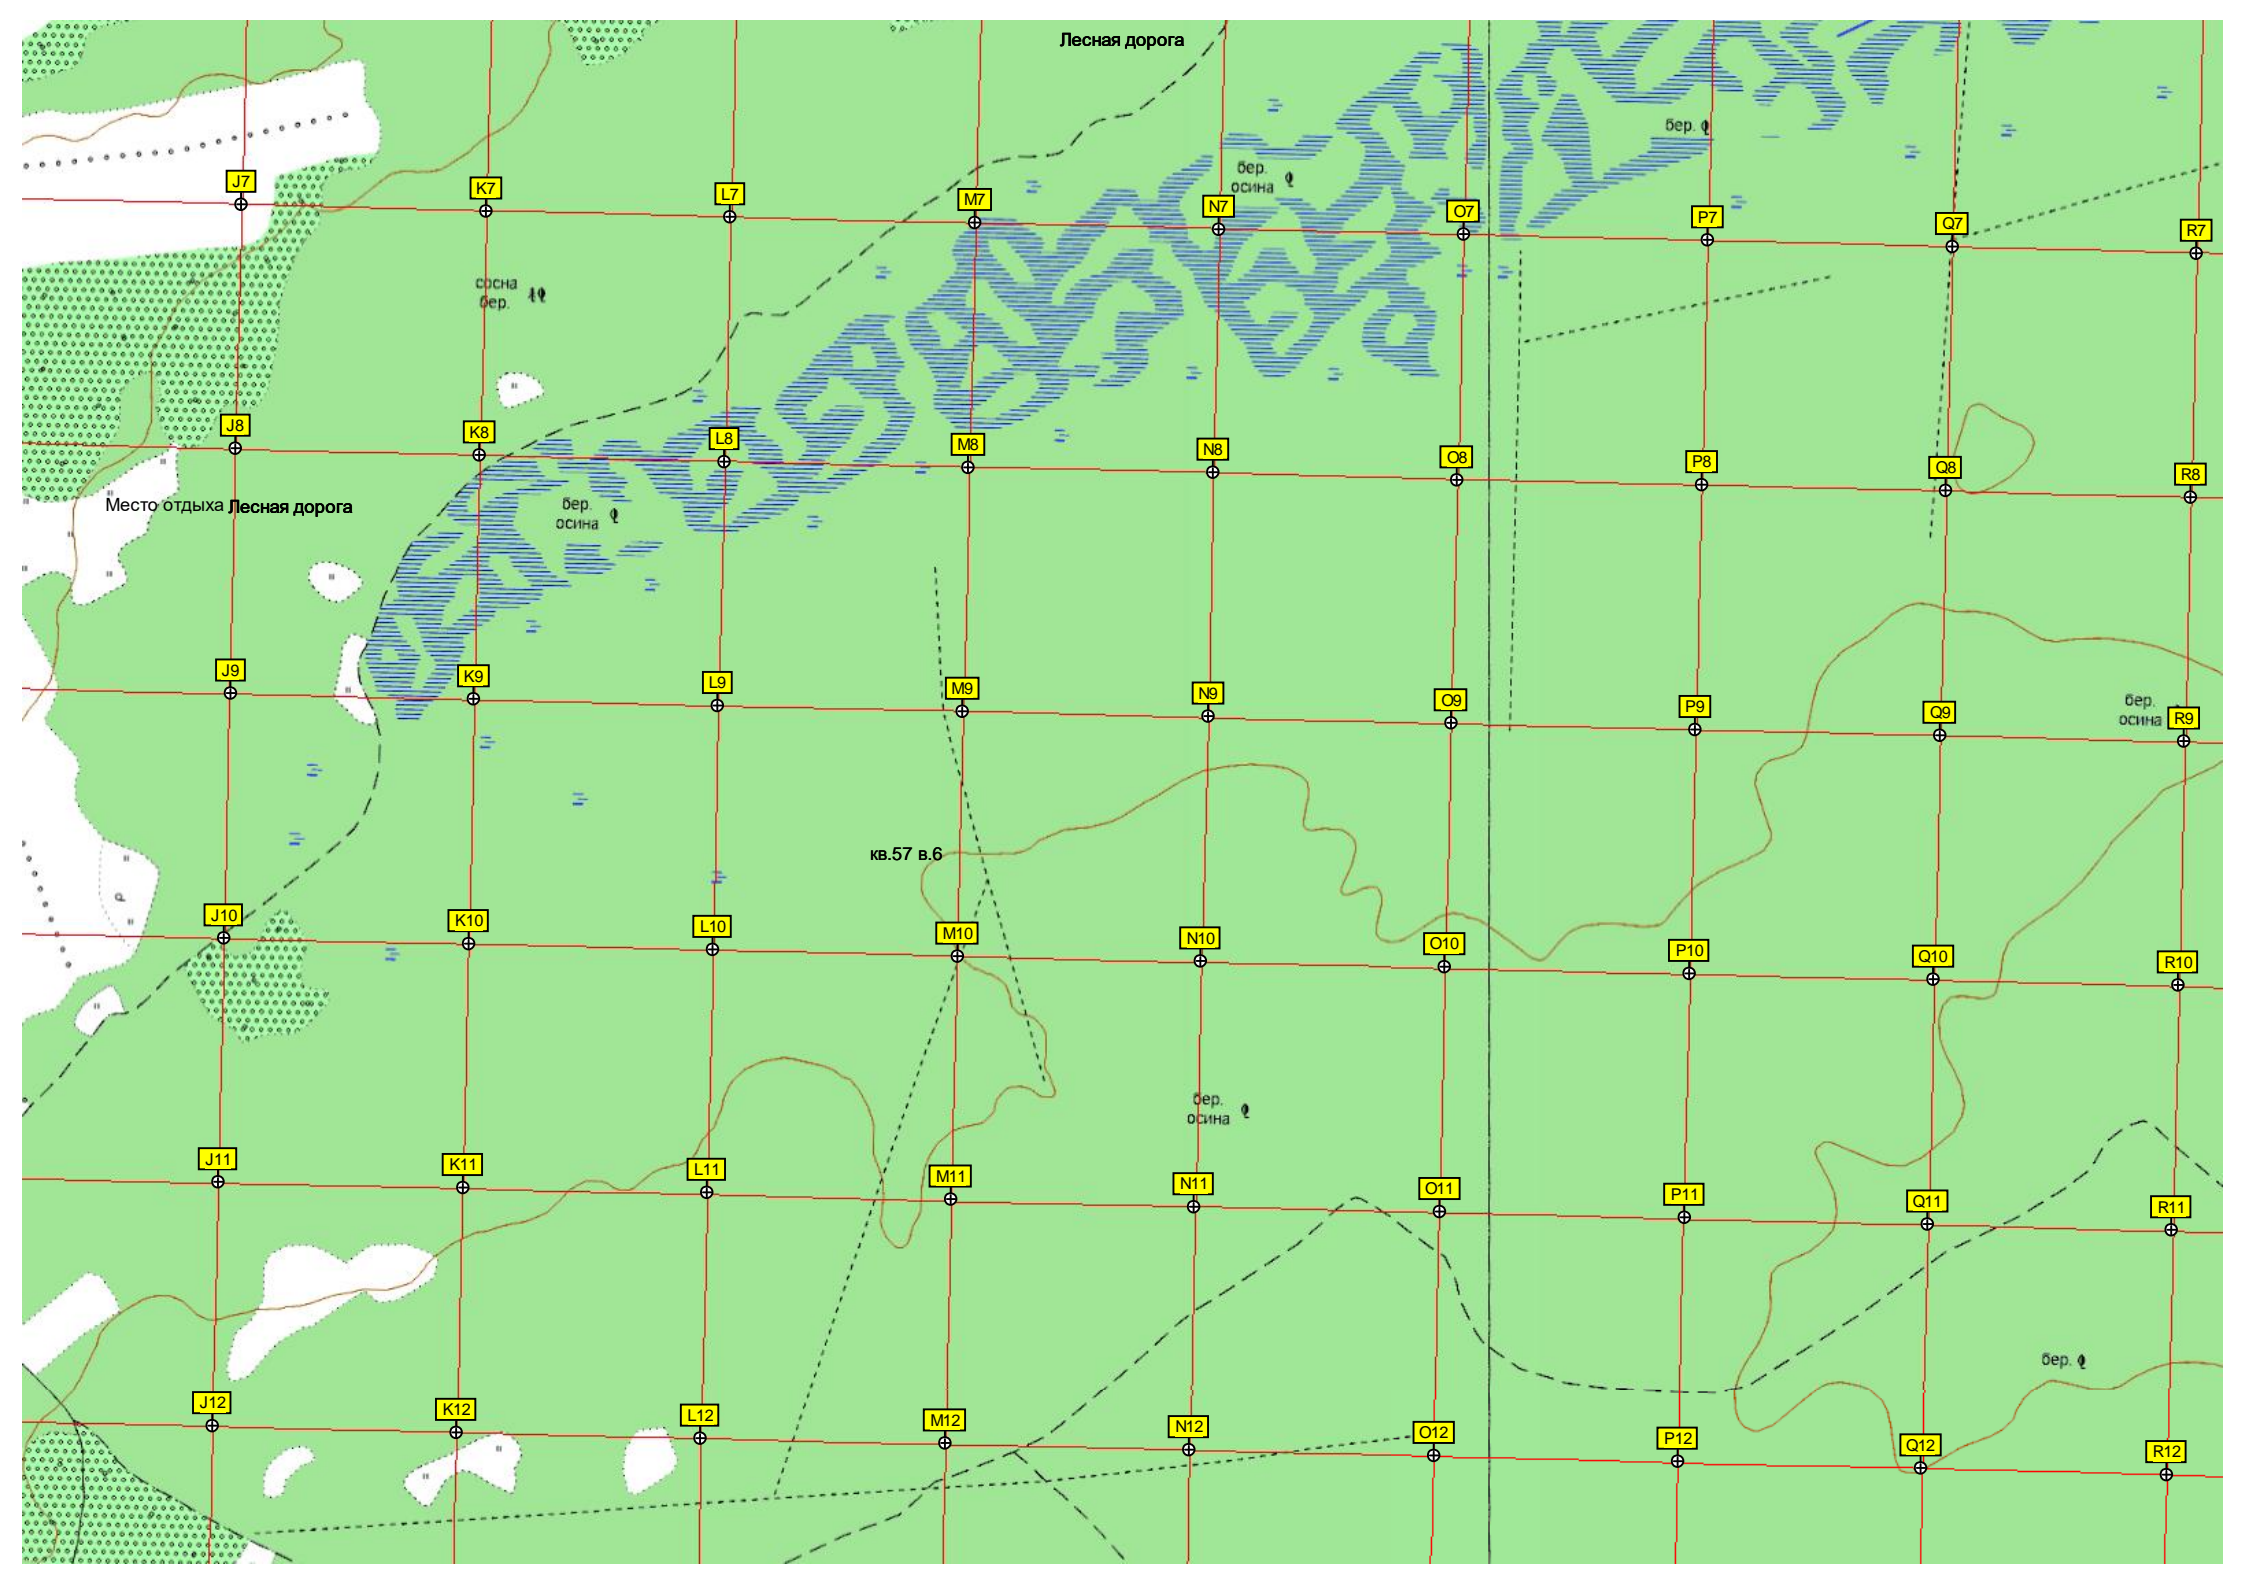 Лесная дорога
бер.
бер.
осина
J7
K7
L7
M7
N7
O7
P7
Q7
R7
сосна
бер.
J8
K8
L8
M8
N8
O8
P8
Q8
R8
Место отдыха Лесная дорога
бер.
осина
J9
K9
L9
M9
N9
O9
P9
Q9
бер.
осина
R9
кв.57 в.6
J10
K10
L10
M10
N10
O10
P10
Q10
R10
бер.
осина
J11
K11
L11
M11
N11
O11
P11
Q11
R11
бер.
J12
K12
L12
M12
N12
O12
P12
Q12
R12